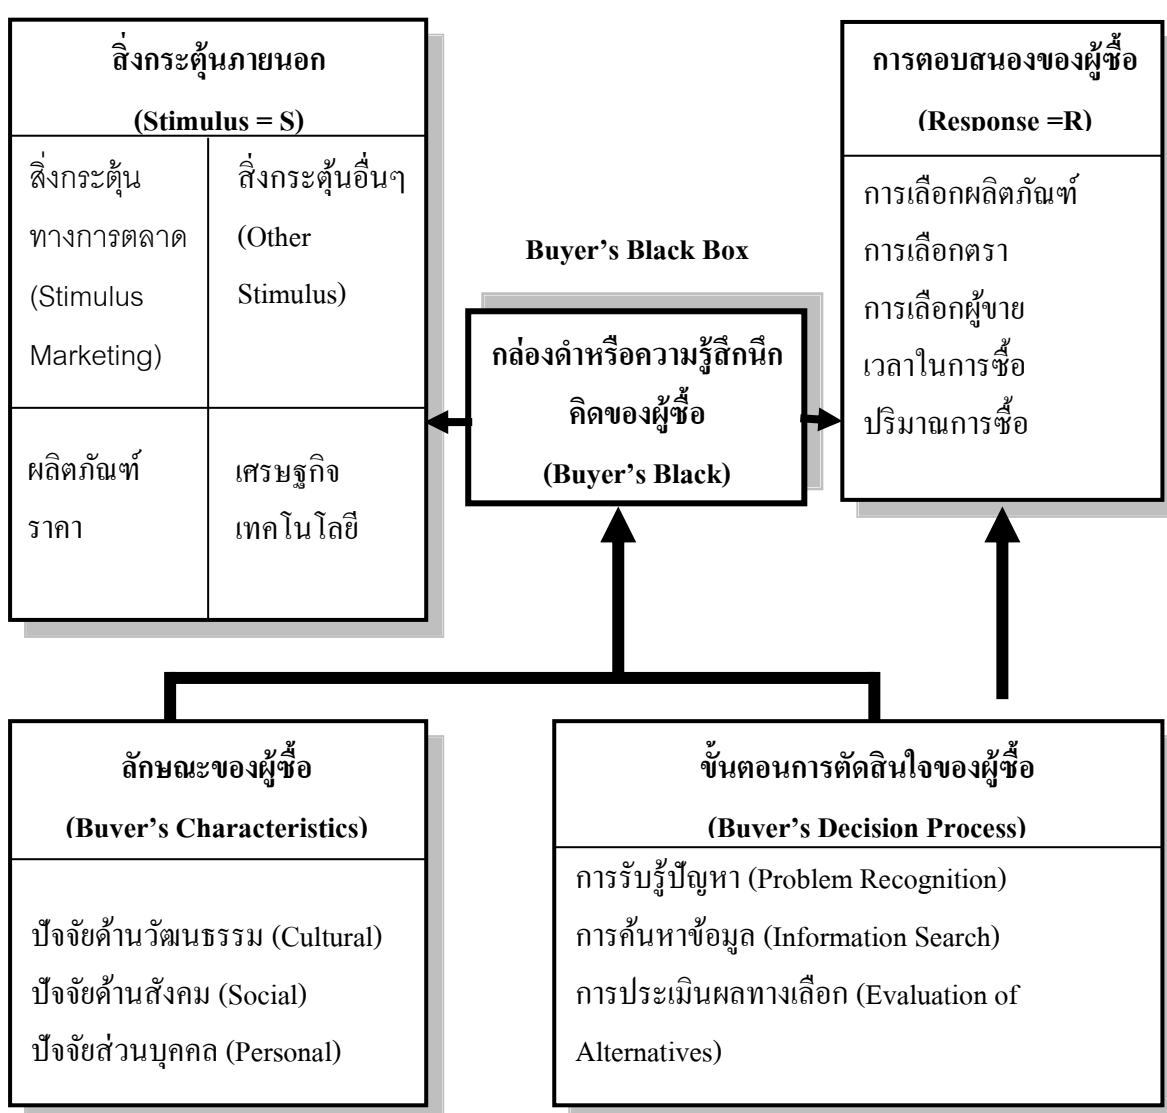 สิ่งกระตุ้นภายนอก
(Stimulus = S)
สิ่งกระตุ้น
ทางการตลาด
(Stimulus
Marketing)
สิ่งกระตุ้นอื่นๆ
(Other
Stimulus)
ผลิตภัณฑ์
ราคา
เศรษฐกิจ
เทคโนโลยี
Buyer’s Black Box
กล่องดำหรือความรู้สึกนึก
คิดของผู้ซื้อ
(Buyer’s Black)
การตอบสนองของผู้ซื้อ
(Response =R)
การเลือกผลิตภัณฑ์
การเลือกตรา
การเลือกผู้ขาย
เวลาในการซื้อ
ปริมาณการซื้อ
ลักษณะของผู้ซื้อ
(Buyer’s Characteristics)
ปัจจัยด้านวัฒนธรรม (Cultural)
ปัจจัยด้านสังคม (Social)
ปัจจัยส่วนบุคคล (Personal)
ขั้นตอนการตัดสินใจของผู้ซื้อ
(Buyer’s Decision Process)
การรับรู้ปัญหา (Problem Recognition)
การค้นหาข้อมูล (Information Search)
การประเมินผลทางเลือก (Evaluation of
Alternatives)